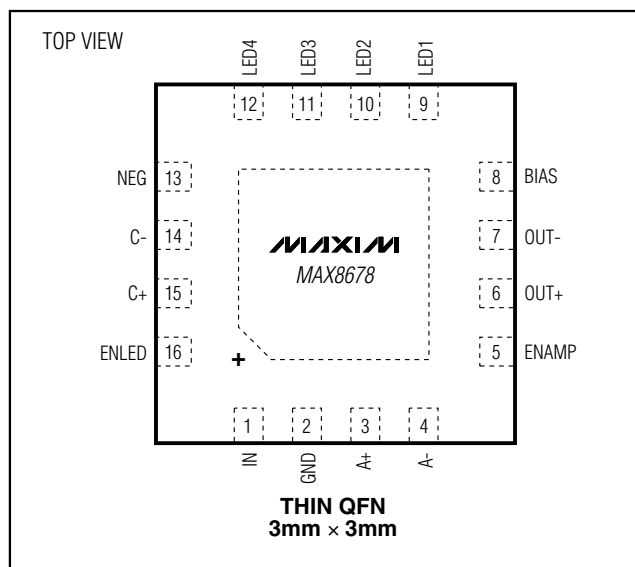 TOP VIEW
LED4 LED3 LED2 LED1
12 11 10 9
NEG 13
8 BIAS
C- 14
7 OUT-
MAXIM
MAX8678
C+ 15
6 OUT+
ENLED 16
5 ENAMP
+
1 2 3 4
IN GND A+ A-
THIN QFN
3mm × 3mm